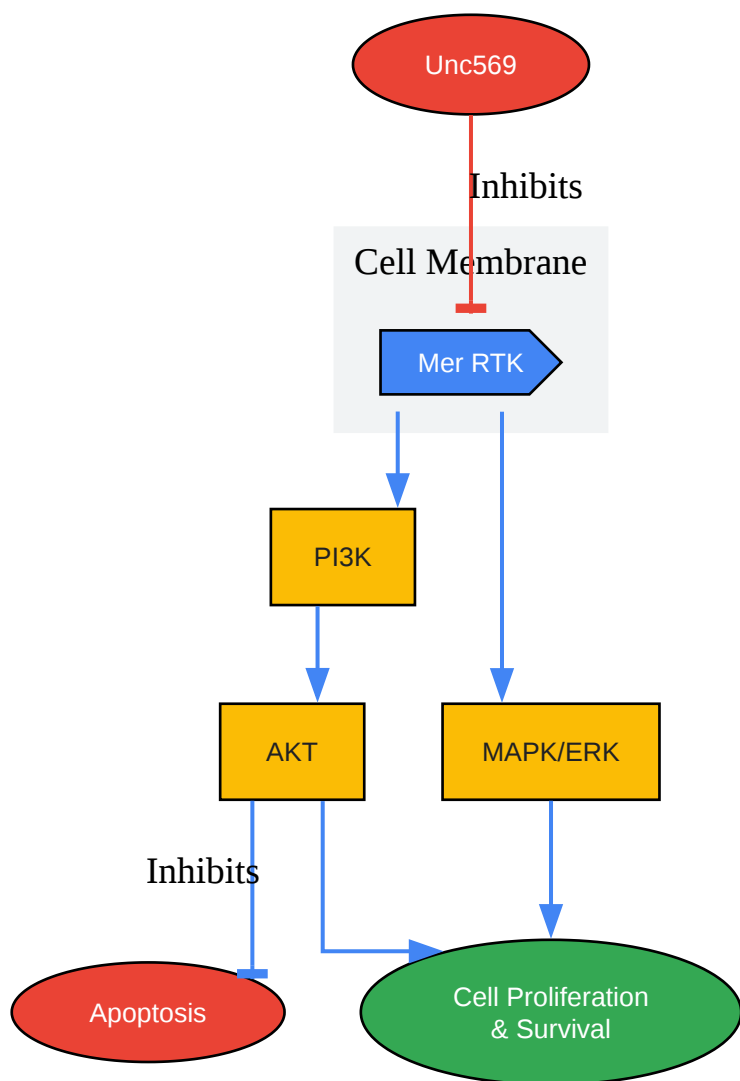 Unc569
Inhibits
Cell Membrane
Mer RTK
PI3K
AKT
MAPK/ERK
Inhibits
Apoptosis
Cell Proliferation
& Survival